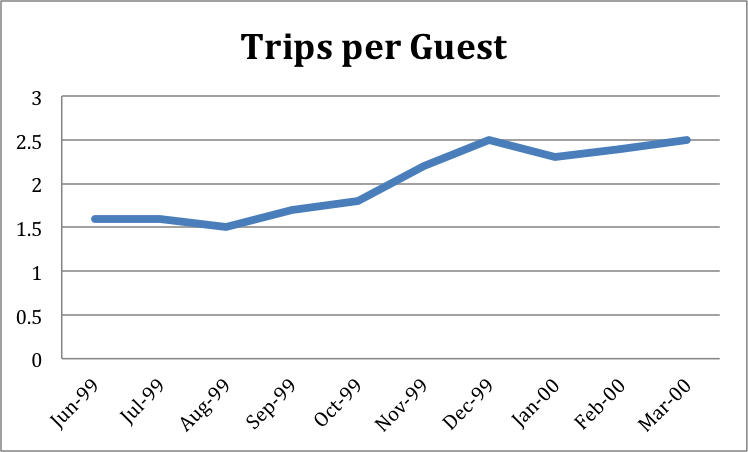 Trips per Guest
3
2.5
2
1.5
1
0.5
0
Jun-99
Jul-99
Aug-99
Sep-99
Oct-99
Nov-99
Dec-99
Jan-00
Feb-00
Mar-00